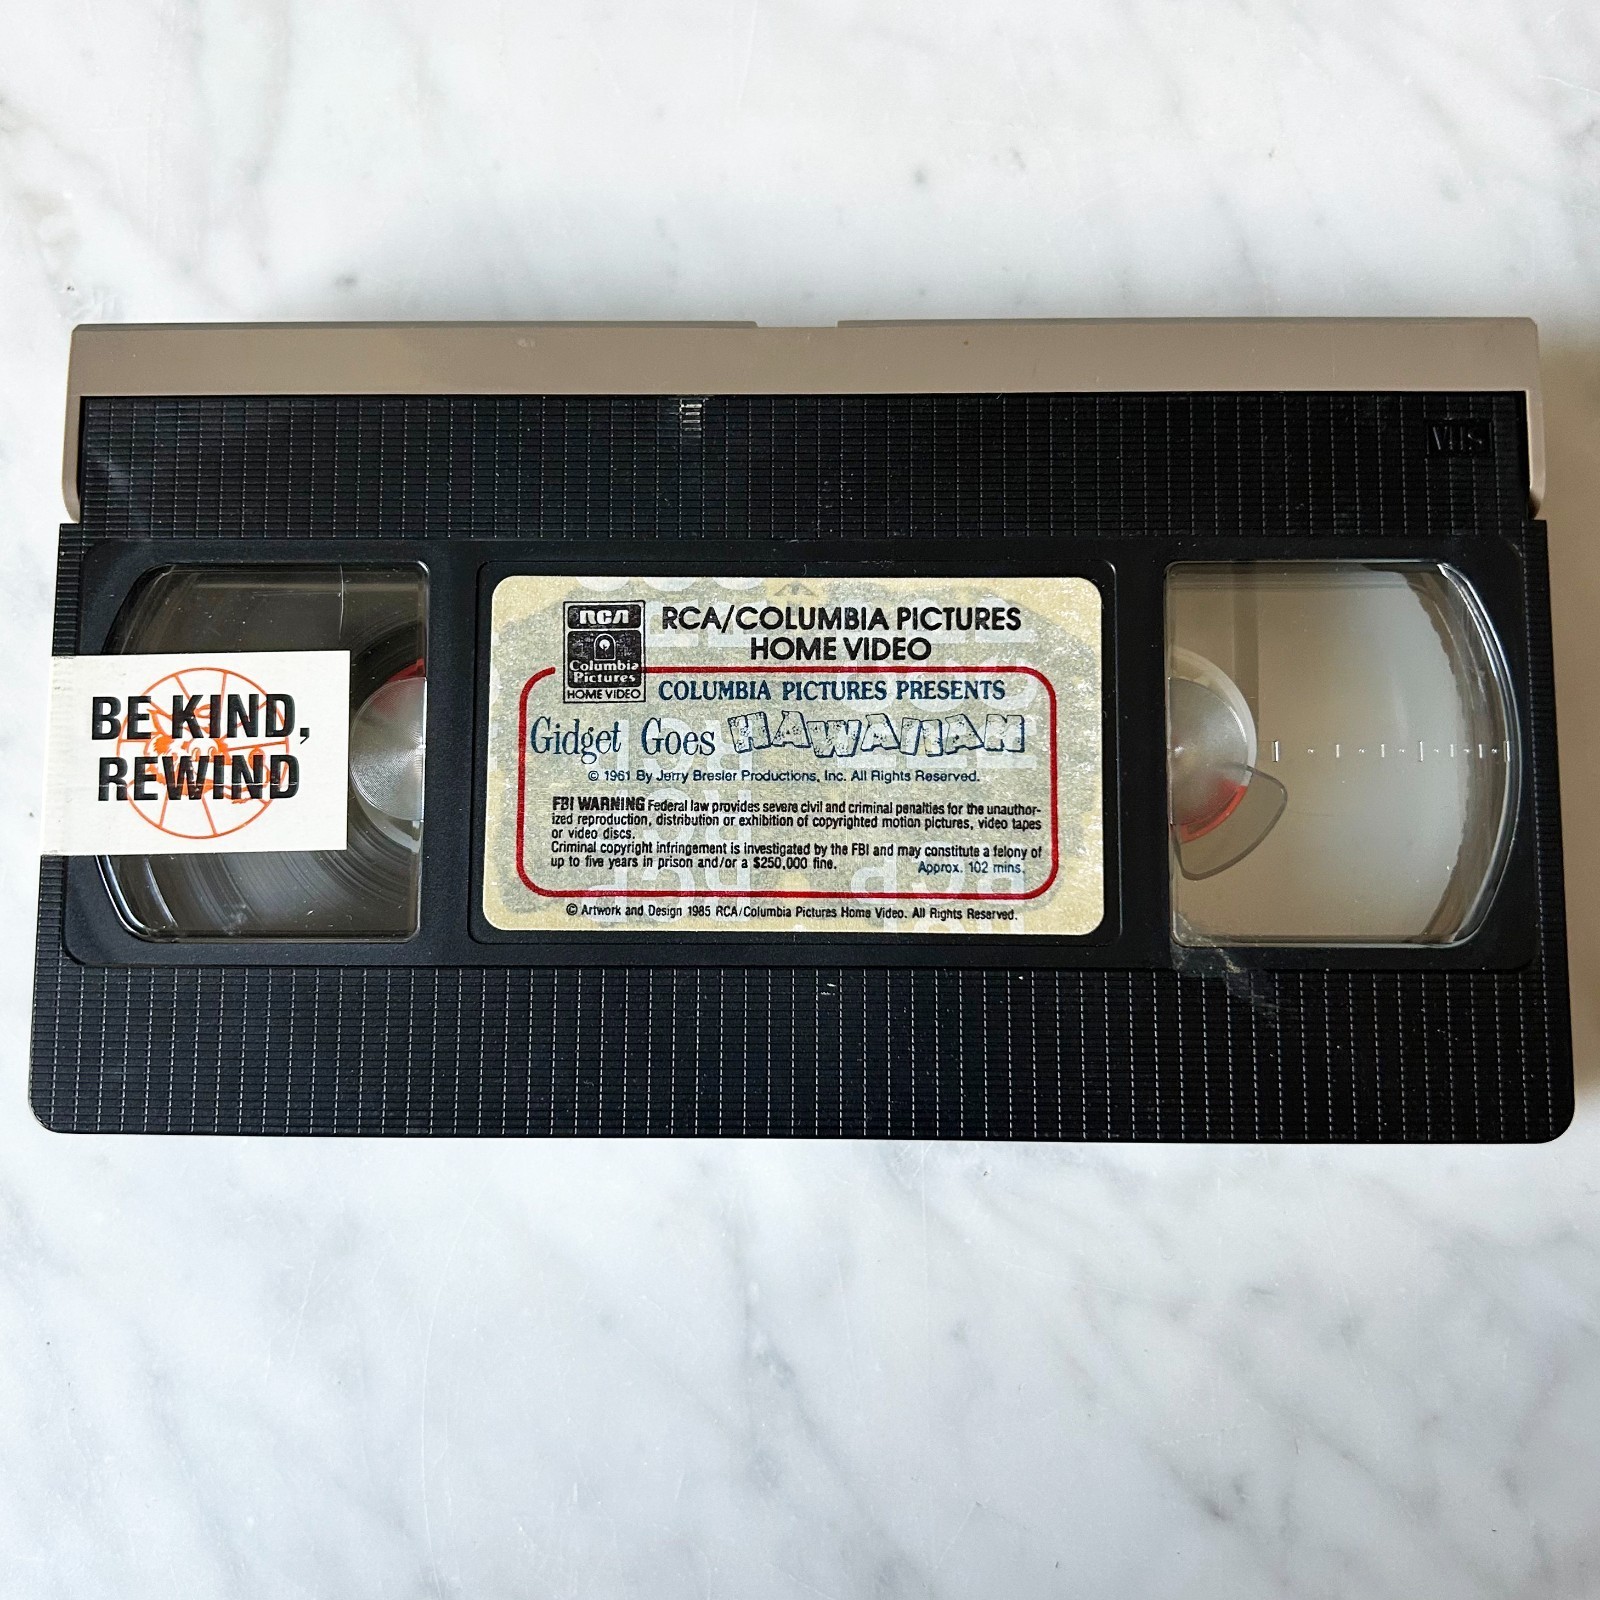 VHS
BE KIND,
REWIND
RCA
Columbia
Pictures
HOME VIDEO
RCA/COLUMBIA PICTURES
HOME VIDEO
COLUMBIA PICTURES PRESENTS
Gidget Goes HAWAIIAN
© 1961 By Jerry Bresler Productions, Inc. All Rights Reserved.
FBI WARNING Federal law provides severe civil and criminal penalties for the unauthor-
ized reproduction, distribution or exhibition of copyrighted motion pictures, video tapes
or video discs.
Criminal copyright infringement is investigated by the FBI and may constitute a felony of
up to five years in prison and/or a $250,000 fine. Approx. 102 mins.
© Artwork and Design 1985 RCA/Columbia Pictures Home Video. All Rights Reserved.